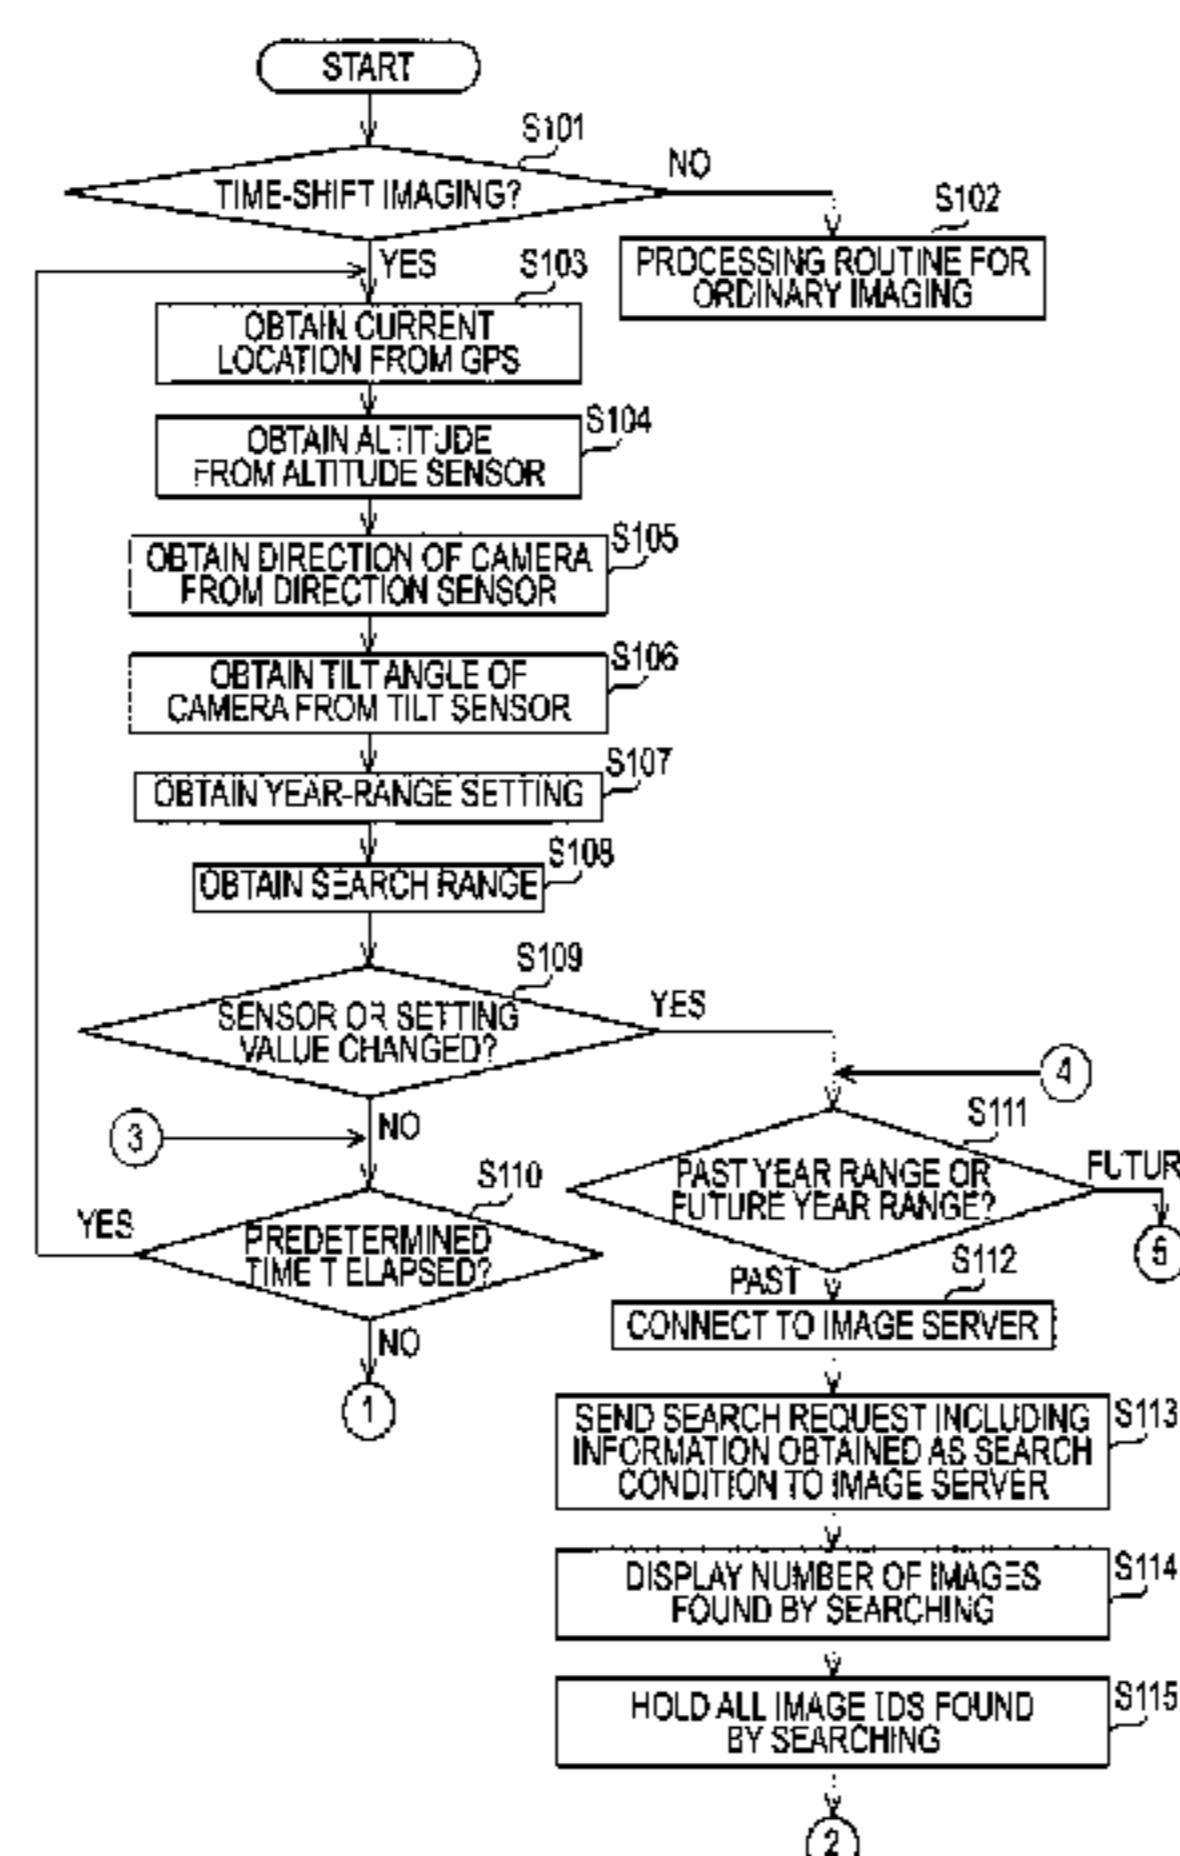 START
S101
TIME-SHIFT IMAGING?
NO
S102
PROCESSING ROUTINE FOR
ORDINARY IMAGING
YES
S103
OBTAIN CURRENT
LOCATION FROM GPS
S104
OBTAIN ALTITUDE
FROM ALTITUDE SENSOR
S105
OBTAIN DIRECTION OF CAMERA
FROM DIRECTION SENSOR
S106
OBTAIN TILT ANGLE OF
CAMERA FROM TILT SENSOR
S107
OBTAIN YEAR-RANGE SETTING
S108
OBTAIN SEARCH RANGE
S109
SENSOR OR SETTING
VALUE CHANGED?
YES
4
3
NO
S110
PREDETERMINED
TIME T ELAPSED?
YES
NO
1
S111
PAST YEAR RANGE OR
FUTURE YEAR RANGE?
FUTUR
5
PAST
S112
CONNECT TO IMAGE SERVER
S113
SEND SEARCH REQUEST INCLUDING
INFORMATION OBTAINED AS SEARCH
CONDITION TO IMAGE SERVER
S114
DISPLAY NUMBER OF IMAGES
FOUND BY SEARCHING
S115
HOLD ALL IMAGE IDS FOUND
BY SEARCHING
2